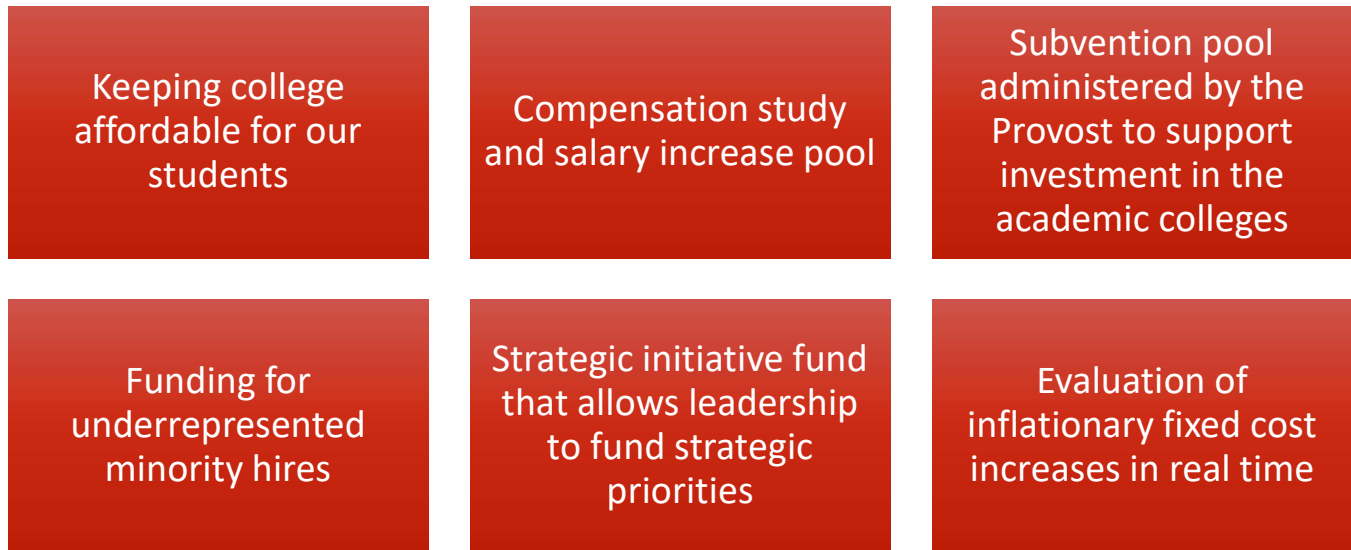 Keeping college
affordable for our
students
Compensation study
and salary increase pool
Subvention pool
administered by the
Provost to support
investment in the
academic colleges
Funding for
underrepresented
minority hires
Strategic initiative fund
that allows leadership
to fund strategic
priorities
Evaluation of
inflationary fixed cost
increases in real time